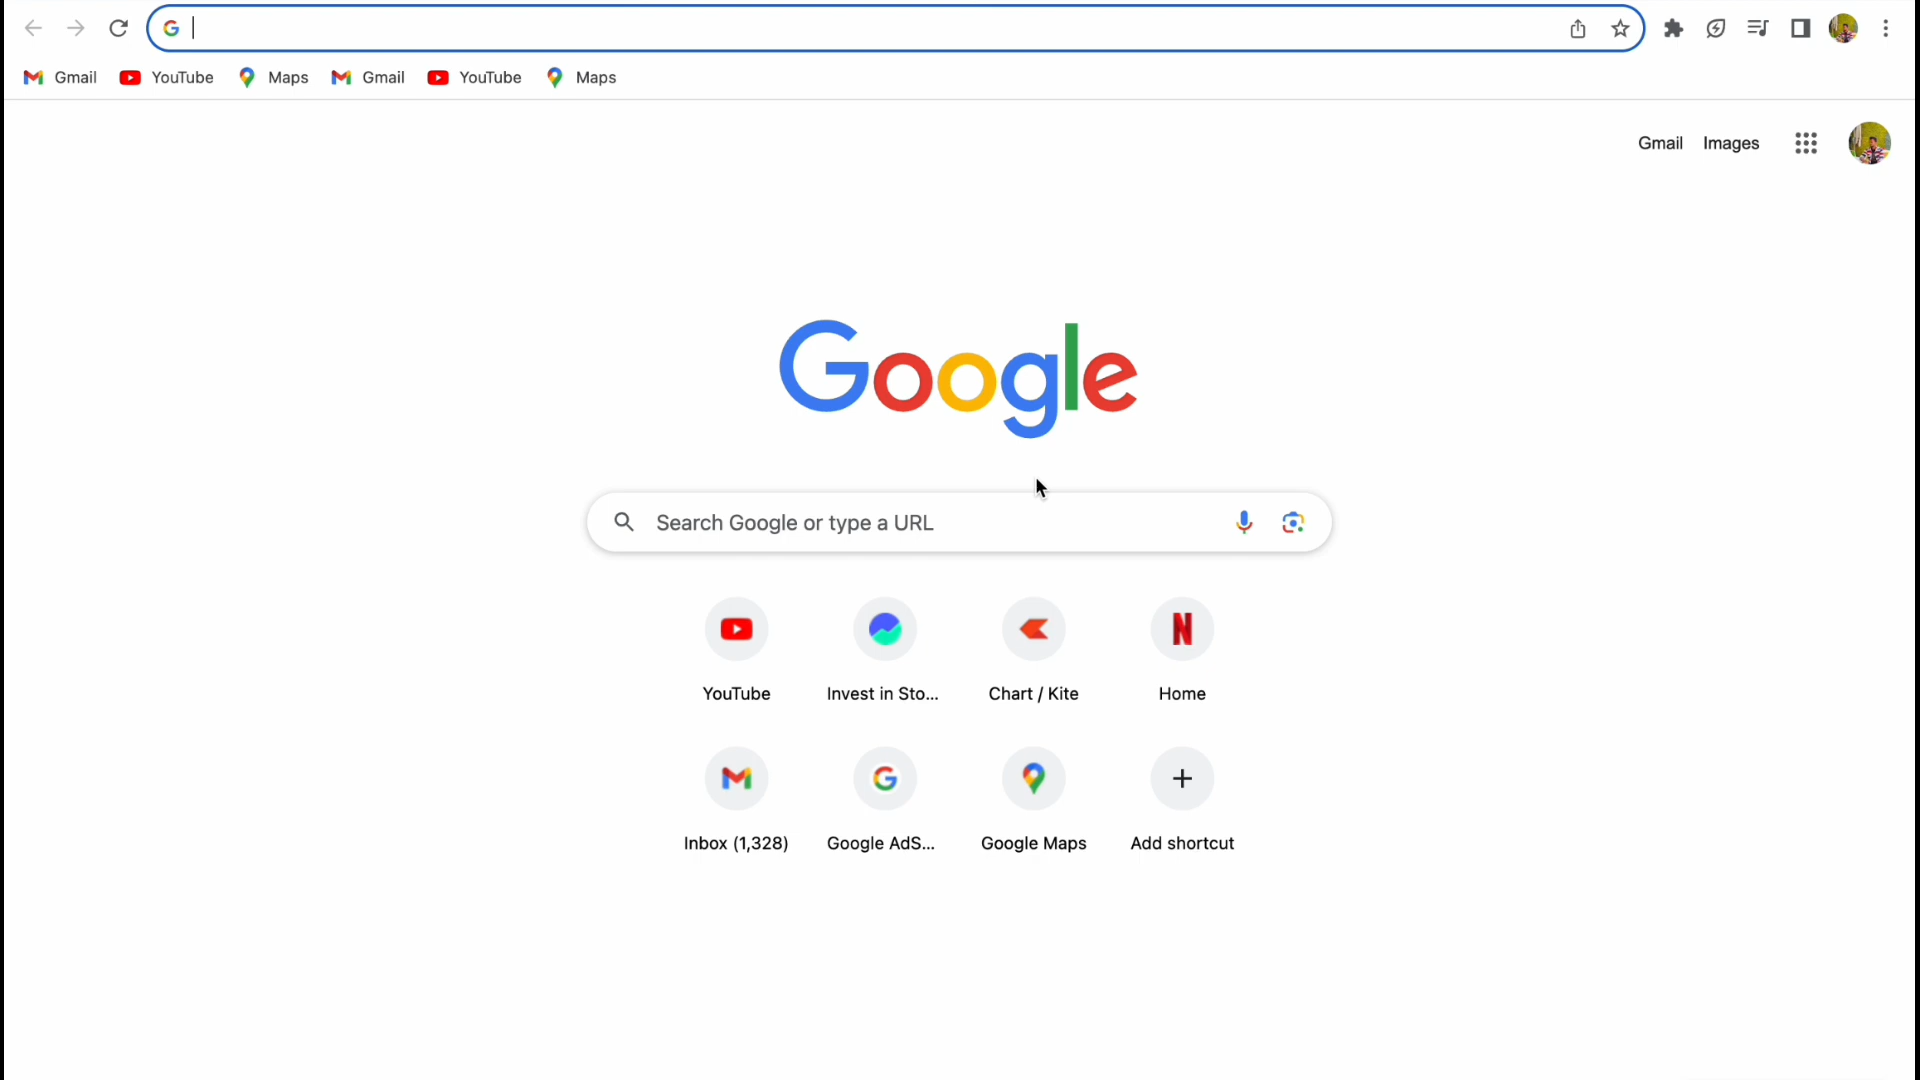 Gmail YouTube Maps Gmail YouTube Maps
Gmail Images
Google
Search Google or type a URL
YouTube Invest in Sto... Chart / Kite Home
Inbox (1,328) Google AdS... Google Maps Add shortcut